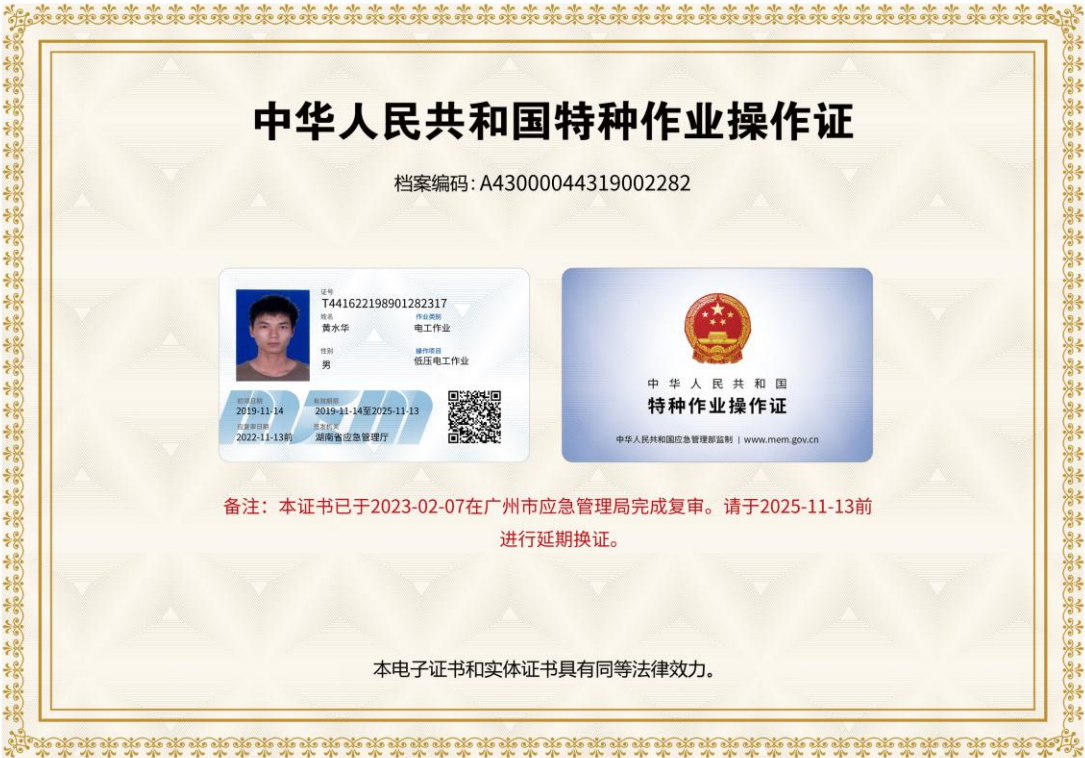 中华人民共和国特种作业操作证
档案编码：A43000044319002282
证号
T441622198901282317
姓名 作业类别
黄水华 电工作业
性别 操作项目
男 低压电工作业
初领日期 有效期限
2019-11-14 2019-11-14至2025-11-13
应复审日期 签发机关
2022-11-13前 湖南省应急管理厅
中华人民共和国
特种作业操作证
中华人民共和国应急管理部监制 | www.mem.gov.cn
备注：本证书已于2023-02-07在广州市应急管理局完成复审。请于2025-11-13前
进行延期换证。
本电子证书和实体证书具有同等法律效力。